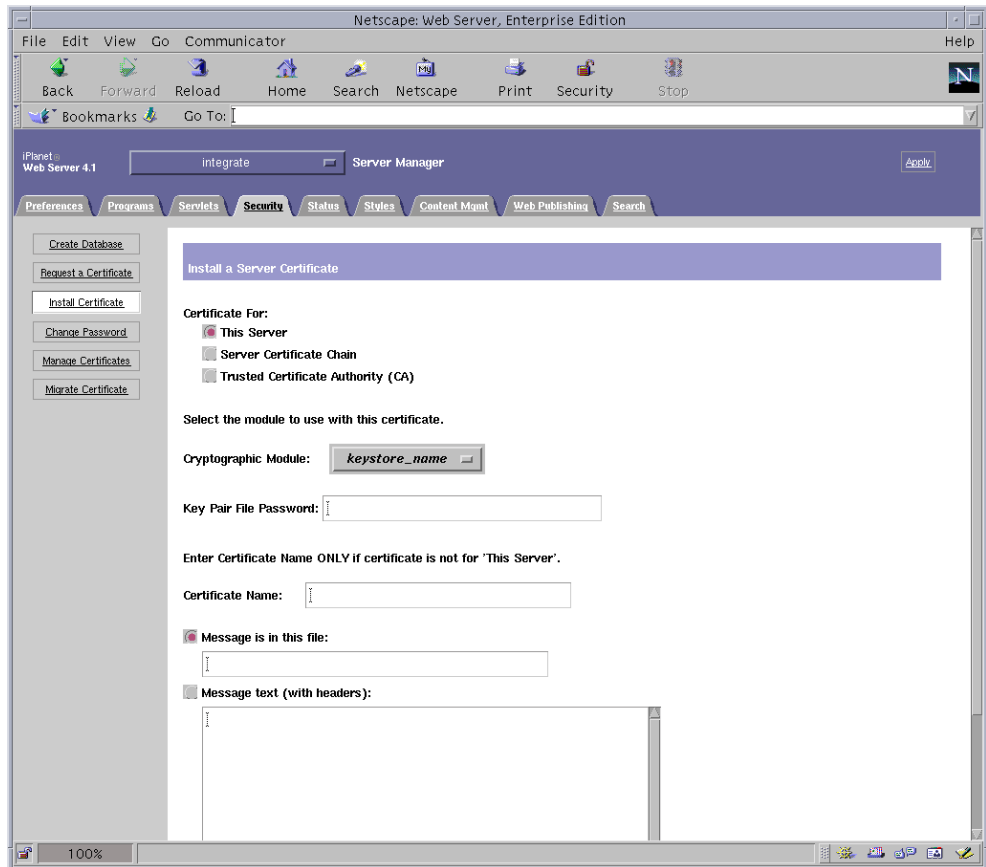 Netscape: Web Server, Enterprise Edition
File Edit View Go Communicator Help
Back Forward Reload Home Search Netscape Print Security Stop
My
N
Bookmarks Go To:
iPlanet
Web Server 4.1
integrate
Server Manager
Apply
Preferences Programs Servlets Security Status Styles Content Mgmt Web Publishing Search
Create Database
Request a Certificate
Install Certificate
Change Password
Manage Certificates
Migrate Certificate
Install a Server Certificate
Certificate For:
This Server
Server Certificate Chain
Trusted Certificate Authority (CA)
Select the module to use with this certificate.
Cryptographic Module: keystore_name
Key Pair File Password:
Enter Certificate Name ONLY if certificate is not for 'This Server'.
Certificate Name:
Message is in this file:
Message text (with headers):
100%